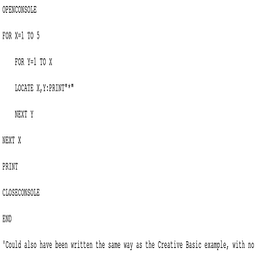 OPENCONSOLE
FOR X=1 TO 5
FOR Y=1 TO X
LOCATE X,Y:PRINT"*"
NEXT Y
NEXT X
PRINT
CLOSECONSOLE
END
'Could also have been written the same way as the Creative Basic example, with no